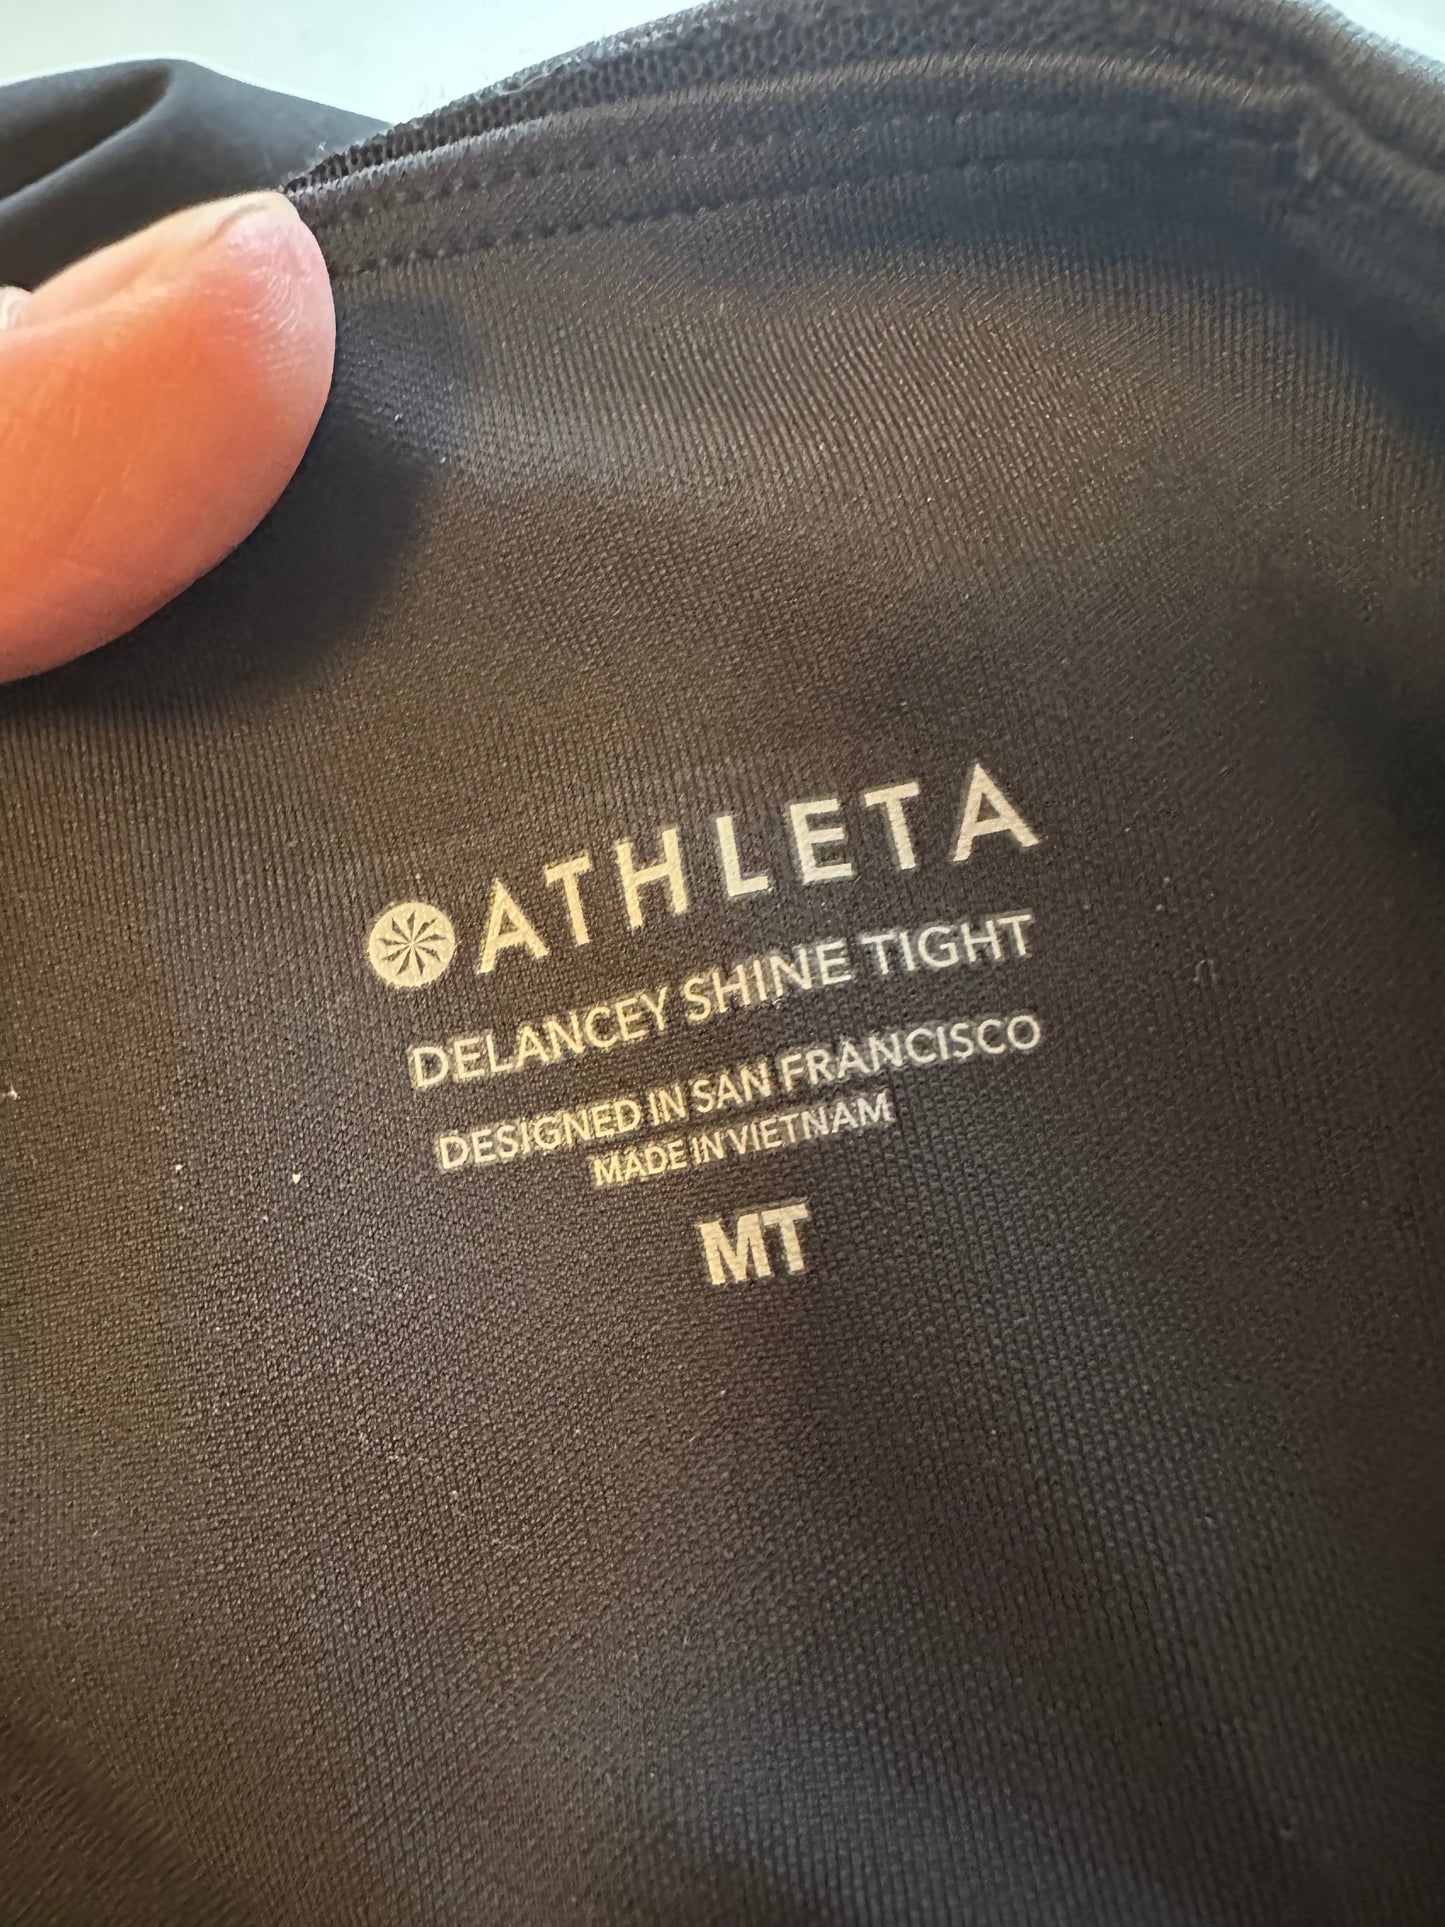 ATHLETA
DELANCEY SHINE TIGHT
DESIGNED IN SAN FRANCISCO
MADE IN VIETNAM
MT